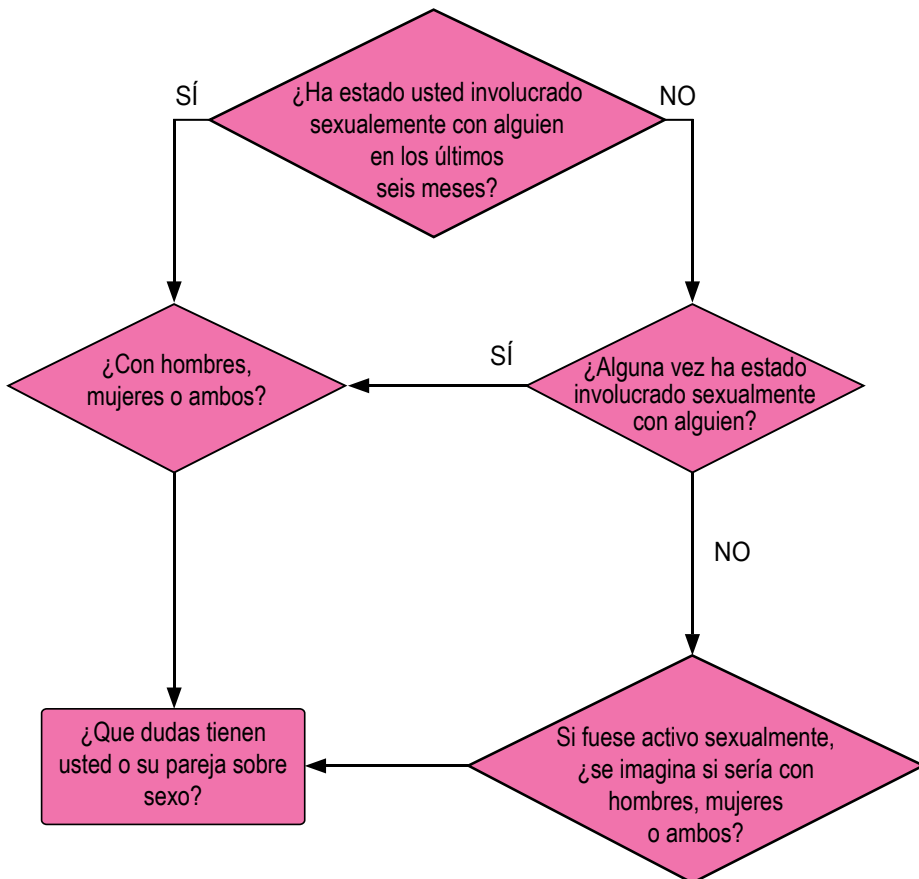 ¿Ha estado usted involucrado
sexualemente con alguien
en los últimos
seis meses?
SÍ
NO
¿Con hombres,
mujeres o ambos?
SÍ
¿Alguna vez ha estado
involucrado sexualmente
con alguien?
NO
¿Que dudas tienen
usted o su pareja sobre
sexo?
Si fuese activo sexualmente,
¿se imagina si sería con
hombres, mujeres
o ambos?